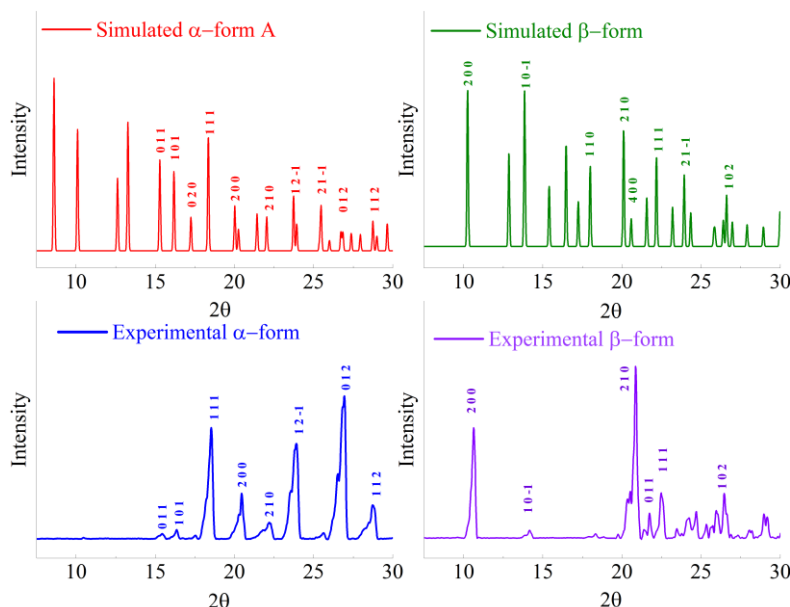 Simulated α-form A
Intensity
0 1 1
1 0 1
0 2 0
1 1 1
2 0 0
2 1 0
1 2 -1
2 1 -1
0 1 2
1 1 2
10 15 20 25 30
2θ
Simulated β-form
Intensity
2 0 0
1 0 -1
1 1 0
2 1 0
4 0 0
1 1 1
2 1 -1
1 0 2
10 15 20 25 30
2θ
Experimental α-form
Intensity
0 1 1
1 0 1
1 1 1
2 0 0
2 1 0
1 2 -1
0 1 2
1 1 2
10 15 20 25 30
2θ
Experimental β-form
Intensity
2 0 0
1 0 -1
2 1 0
0 1 1
1 1 1
1 0 2
10 15 20 25 30
2θ